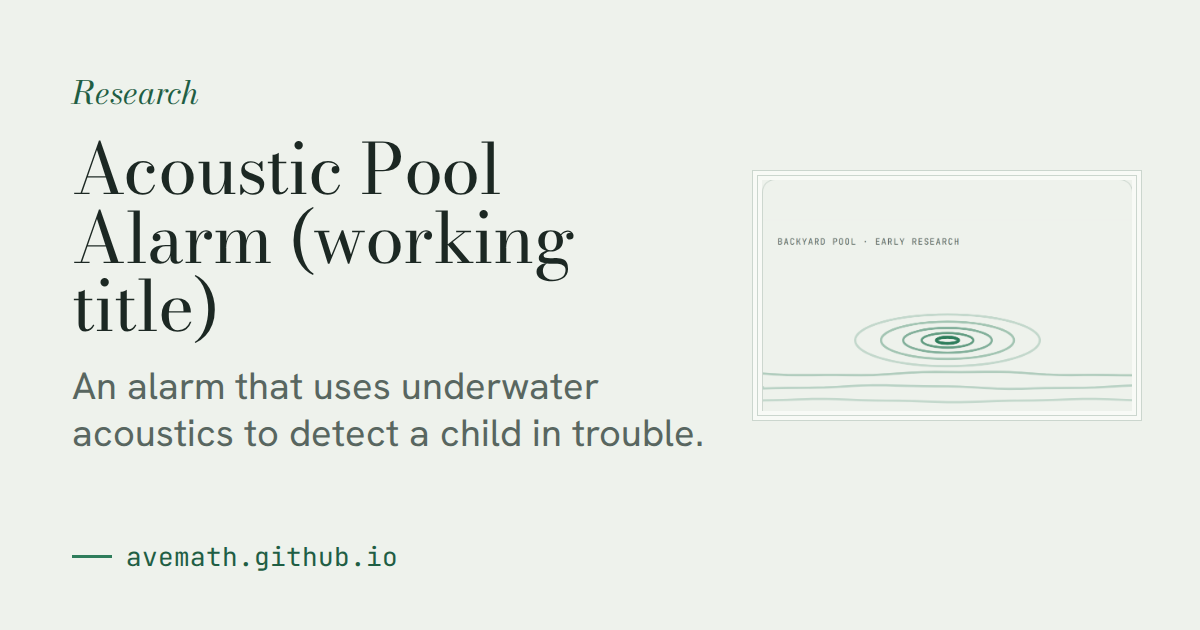 Research
Acoustic Pool
Alarm (working
title)
An alarm that uses underwater
acoustics to detect a child in trouble.
BACKYARD POOL · EARLY RESEARCH
avemath.github.io